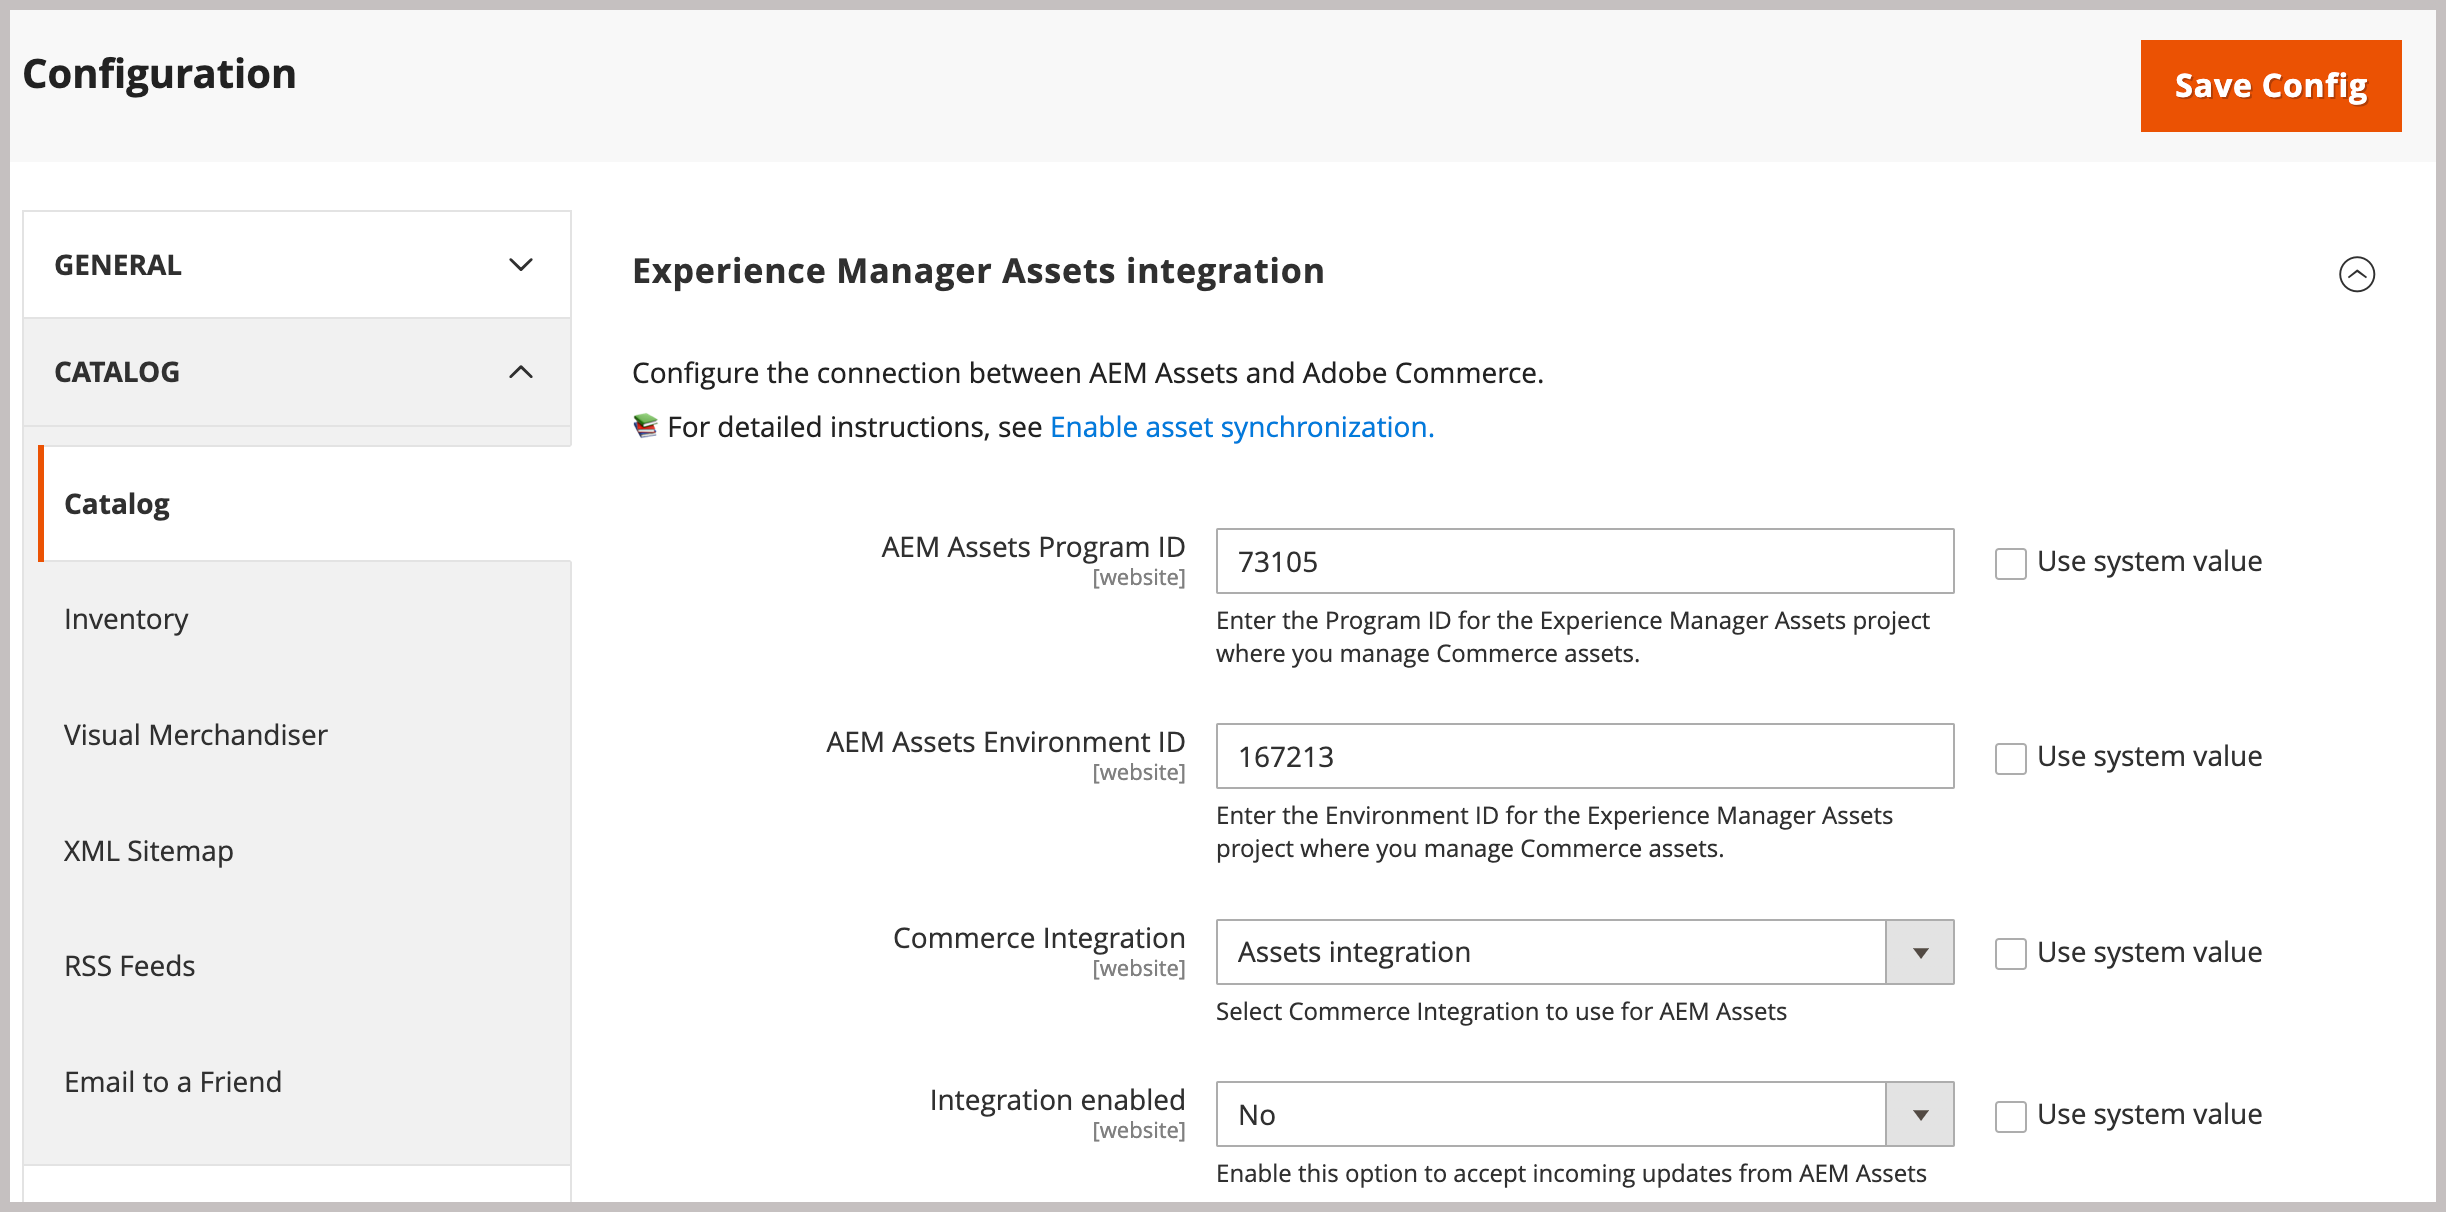 Configuration
Save Config
GENERAL
CATALOG
Catalog
Inventory
Visual Merchandiser
XML Sitemap
RSS Feeds
Email to a Friend
Experience Manager Assets integration
Configure the connection between AEM Assets and Adobe Commerce.
📚 For detailed instructions, see Enable asset synchronization.
AEM Assets Program ID
[website]
73105
Use system value
Enter the Program ID for the Experience Manager Assets project
where you manage Commerce assets.
AEM Assets Environment ID
[website]
167213
Use system value
Enter the Environment ID for the Experience Manager Assets
project where you manage Commerce assets.
Commerce Integration
[website]
Assets integration
Use system value
Select Commerce Integration to use for AEM Assets
Integration enabled
[website]
No
Use system value
Enable this option to accept incoming updates from AEM Assets